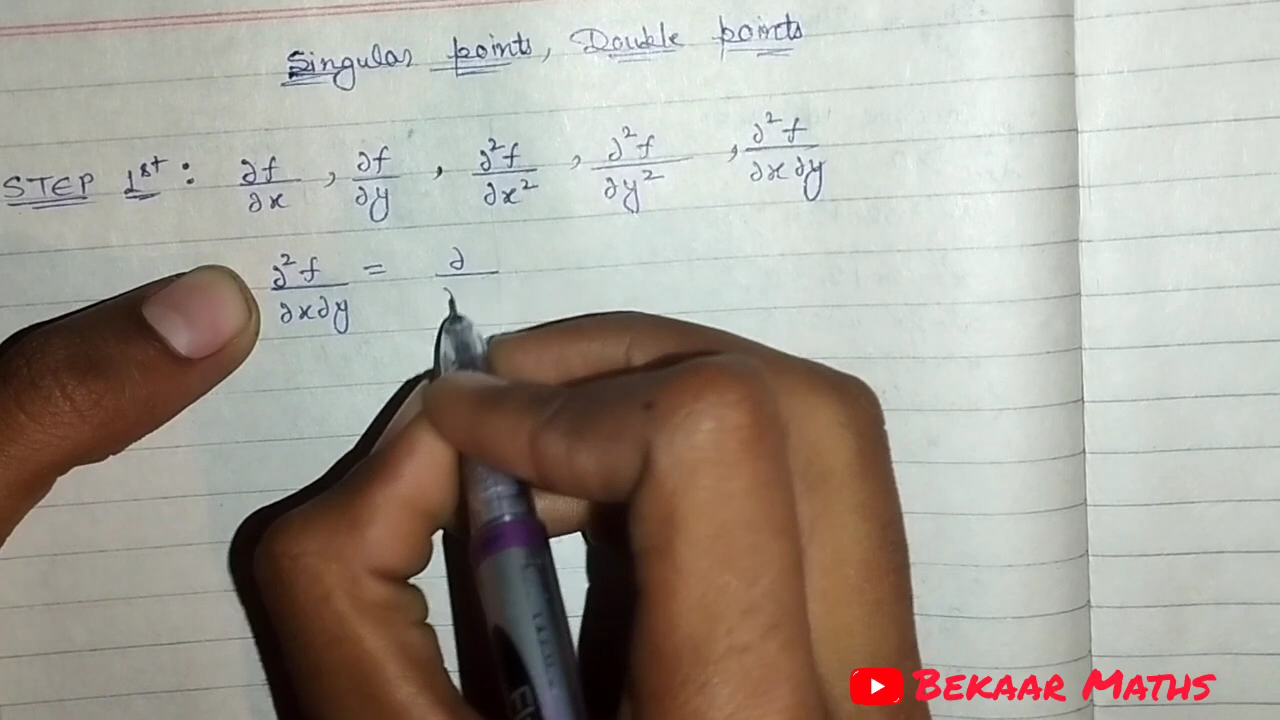 Singular points, Double points
STEP 1st : ∂f/∂x , ∂f/∂y , ∂²f/∂x² , ∂²f/∂y² , ∂²f/∂x∂y
∂²f/∂x∂y = ∂/∂
BEKAAR MATHS